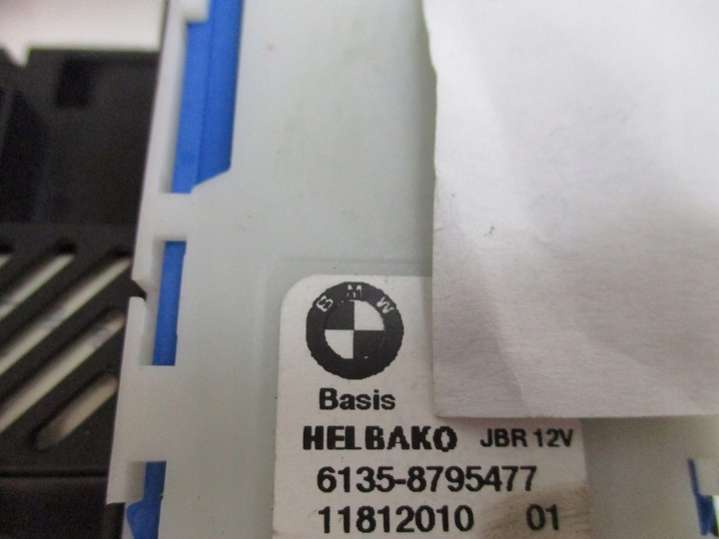 BMW
Basis
HELBAKO JBR 12V
6135-8795477
11812010 01